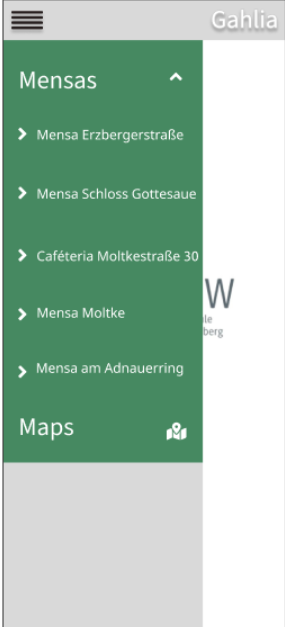 Gahlia
Mensas
Mensa Erzbergerstraße
Mensa Schloss Gottesaue
Caféteria Moltkestraße 30
W
le
berg
Mensa Moltke
Mensa am Adnauerring
Maps